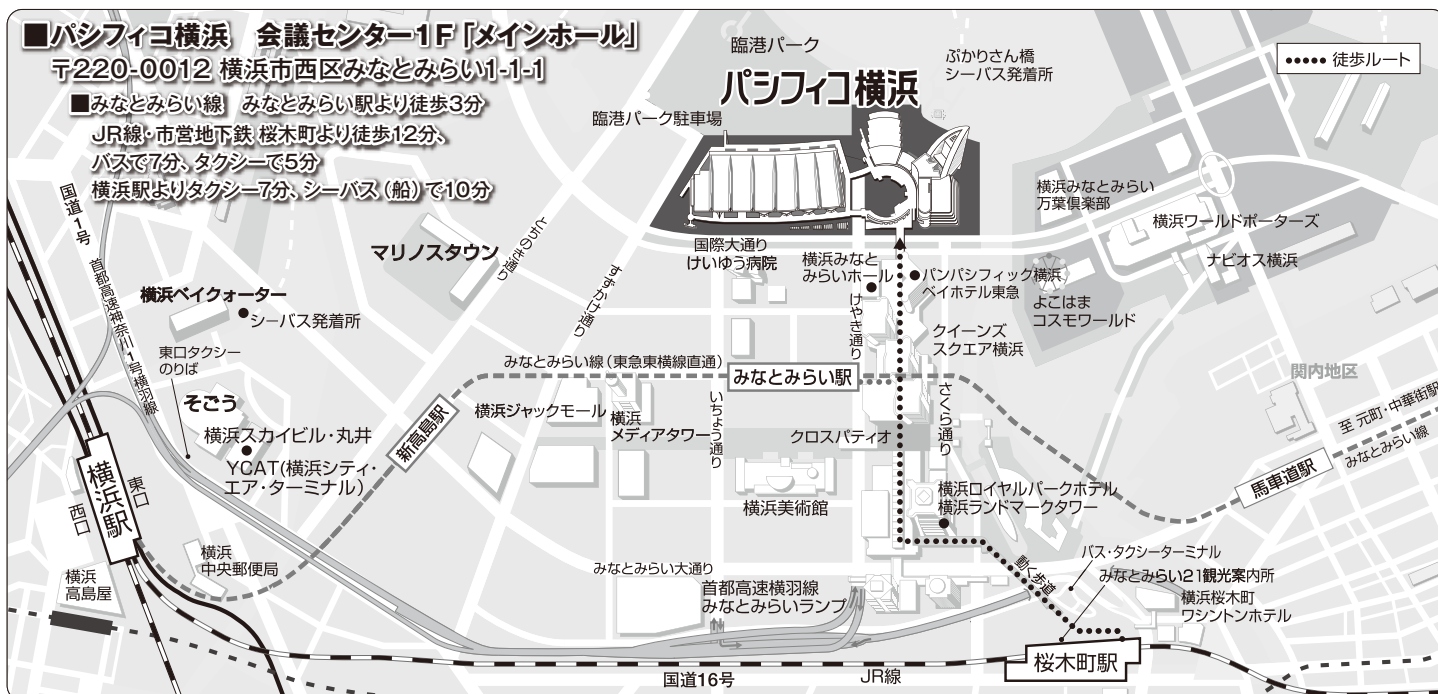 ■パシフィコ横浜 会議センター1F「メインホール」
〒220-0012 横浜市西区みなとみらい1-1-1
■みなとみらい線 みなとみらい駅より徒歩3分
JR線・市営地下鉄 桜木町より徒歩12分、
バスで7分、タクシーで5分
横浜駅よりタクシー7分、シーバス（船）で10分
臨港パーク
ぷかりさん橋
シーバス発着所
徒歩ルート
パシフィコ横浜
臨港パーク駐車場
国道1号
首都高速神奈川1号横羽線
とちのき通り
マリノスタウン
すずかけ通り
国際大通り
けいゆう病院
横浜みなと
みらいホール
パンパシフィック横浜
ベイホテル東急
横浜みなとみらい
万葉倶楽部
横浜ワールドポーターズ
ナビオス横浜
よこはま
コスモワールド
横浜ベイクォーター
シーバス発着所
けやき通り
クイーンズ
スクエア横浜
東口タクシー
のりば
みなとみらい線（東急東横線直通）
みなとみらい駅
関内地区
そごう
新高島駅
横浜ジャックモール
横浜
メディアタワー
いちょう通り
クロスパティオ
さくら通り
至 元町・中華街駅
みなとみらい線
馬車道駅
横浜スカイビル・丸井
YCAT(横浜シティ・
エア・ターミナル）
横浜駅
東口
西口
横浜美術館
横浜ロイヤルパークホテル
横浜ランドマークタワー
横浜
中央郵便局
横浜
高島屋
みなとみらい大通り
首都高速横羽線
みなとみらいランプ
動く歩道
バス・タクシーターミナル
みなとみらい21観光案内所
横浜桜木町
ワシントンホテル
桜木町駅
国道16号
JR線